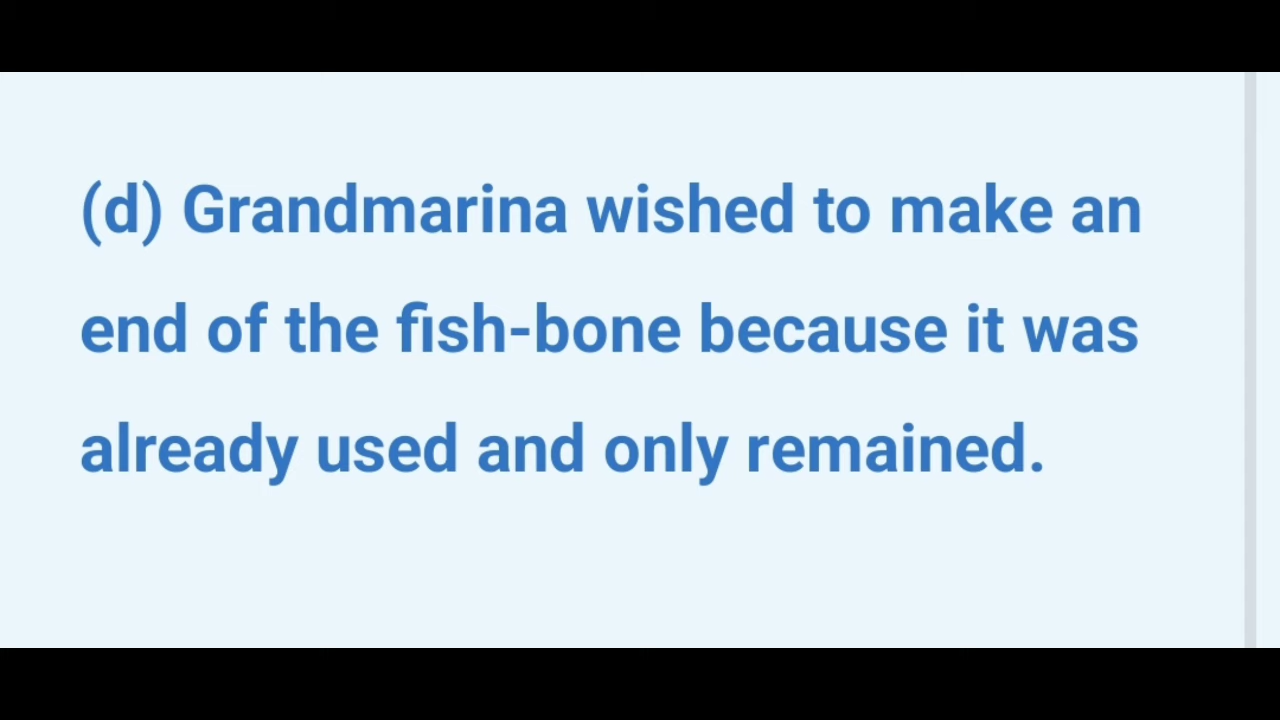 (d) Grandmarina wished to make an
end of the fish-bone because it was
already used and only remained.